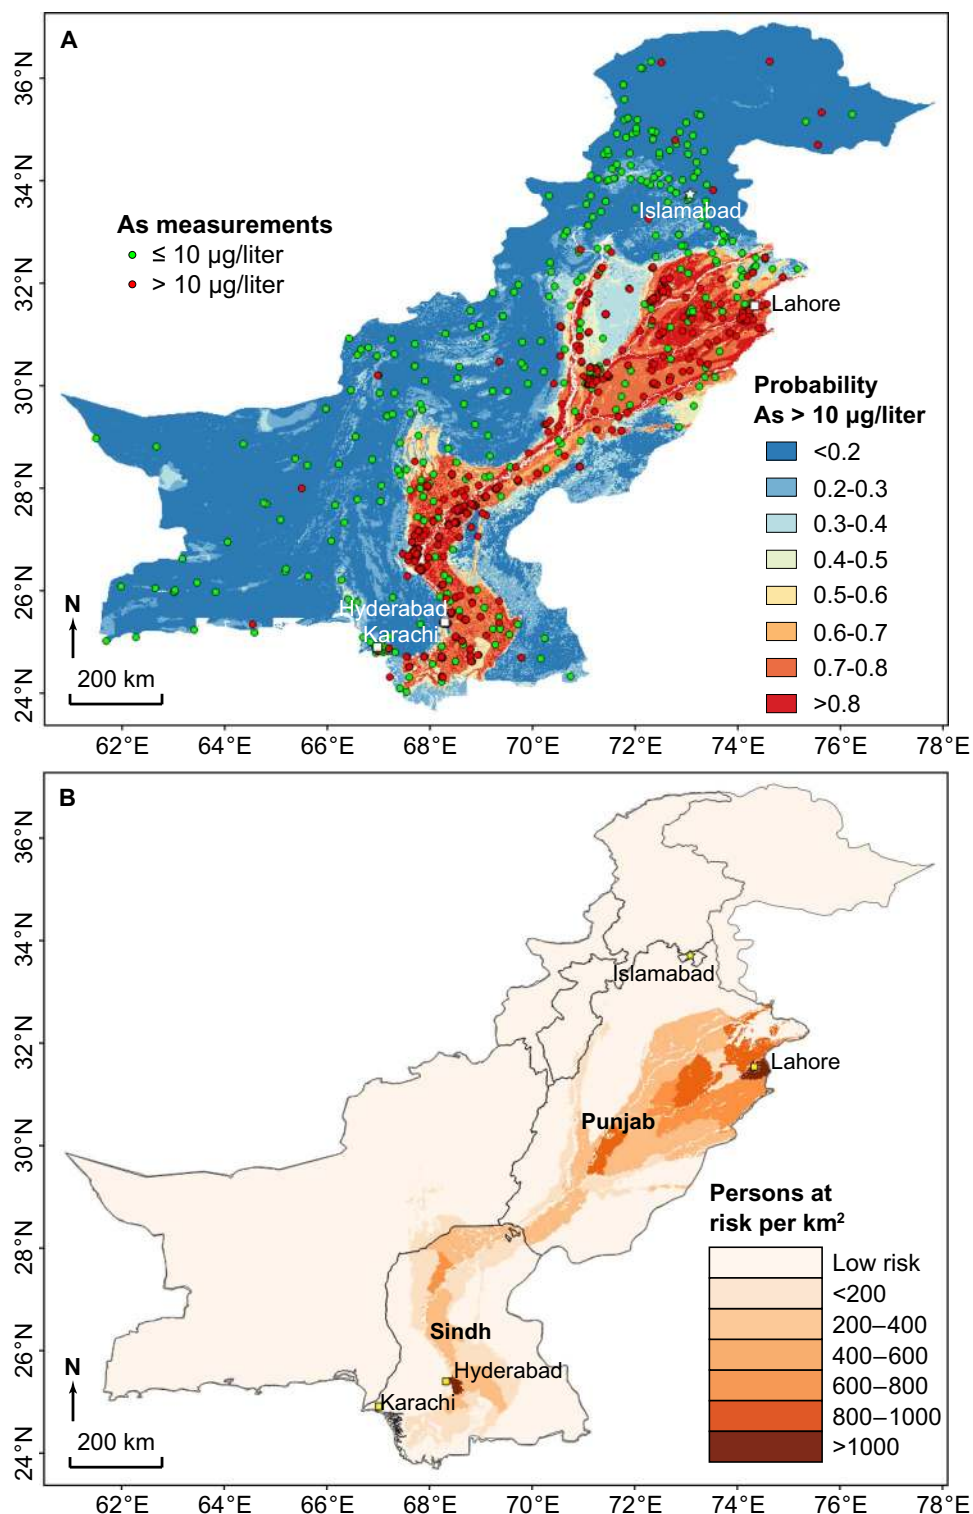 A
36°N
34°N
32°N
30°N
28°N
26°N
24°N
As measurements
≤ 10 µg/liter
> 10 µg/liter
Islamabad
Lahore
Hyderabad
Karachi
N
200 km
Probability
As > 10 µg/liter
<0.2
0.2-0.3
0.3-0.4
0.4-0.5
0.5-0.6
0.6-0.7
0.7-0.8
>0.8
62°E 64°E 66°E 68°E 70°E 72°E 74°E 76°E 78°E
B
36°N
34°N
32°N
30°N
28°N
26°N
24°N
Islamabad
Lahore
Punjab
Sindh
Hyderabad
Karachi
N
200 km
Persons at
risk per km²
Low risk
<200
200–400
400–600
600–800
800–1000
>1000
62°E 64°E 66°E 68°E 70°E 72°E 74°E 76°E 78°E